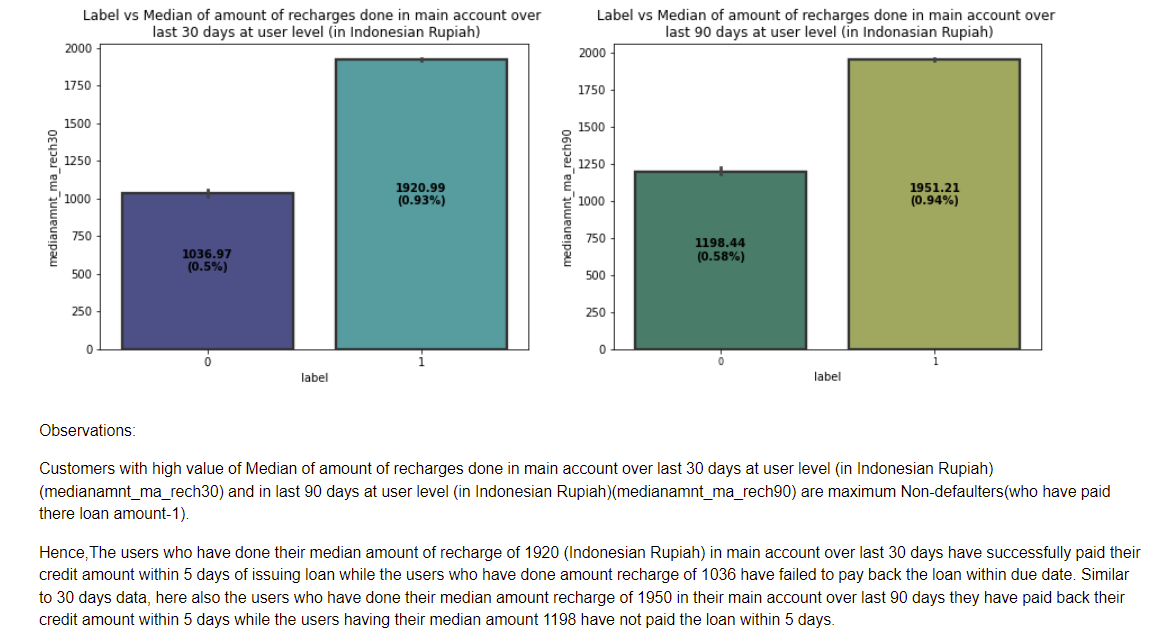 Label vs Median of amount of recharges done in main account over
last 30 days at user level (in Indonesian Rupiah)
2000
1750
1500
1250
1000
750
500
250
0
medianamnt_ma_rech30
1036.97
(0.5%)
1920.99
(0.93%)
0
1
label
Label vs Median of amount of recharges done in main account over
last 90 days at user level (in Indonasian Rupiah)
2000
1750
1500
1250
1000
750
500
250
0
medianamnt_ma_rech90
1198.44
(0.58%)
1951.21
(0.94%)
0
1
label
Observations:
Customers with high value of Median of amount of recharges done in main account over last 30 days at user level (in Indonesian Rupiah)
(medianamnt_ma_rech30) and in last 90 days at user level (in Indonesian Rupiah)(medianamnt_ma_rech90) are maximum Non-defaulters(who have paid
there loan amount-1).
Hence,The users who have done their median amount of recharge of 1920 (Indonesian Rupiah) in main account over last 30 days have successfully paid their
credit amount within 5 days of issuing loan while the users who have done amount recharge of 1036 have failed to pay back the loan within due date. Similar
to 30 days data, here also the users who have done their median amount recharge of 1950 in their main account over last 90 days they have paid back their
credit amount within 5 days while the users having their median amount 1198 have not paid the loan within 5 days.